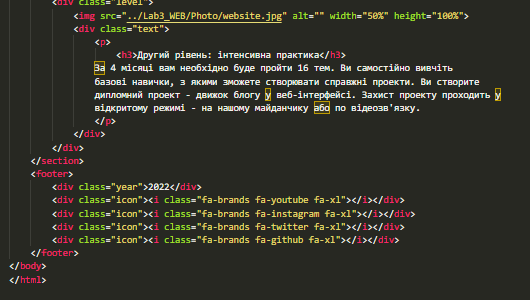 <div class="level">
<img src="../Lab3_WEB/Photo/website.jpg" alt="" width="50%" height="100%">
<div class="text">
<p>
<h3>Другий рівень: інтенсивна практика</h3>
За 4 місяці вам необхідно буде пройти 16 тем. Ви самостійно вивчіть
базові навички, з якими зможете створювати справжні проекти. Ви створите
дипломний проект - движок блогу у веб-інтерфейсі. Захист проекту проходить у
відкритому режимі - на нашому майданчику або по відеозв'язку.
</p>
</div>
</div>
</section>
<footer>
<div class="year">2022</div>
<div class="icon"><i class="fa-brands fa-youtube fa-xl"></i></div>
<div class="icon"><i class="fa-brands fa-instagram fa-xl"></i></div>
<div class="icon"><i class="fa-brands fa-twitter fa-xl"></i></div>
<div class="icon"><i class="fa-brands fa-github fa-xl"></i></div>
</footer>
</body>
</html>